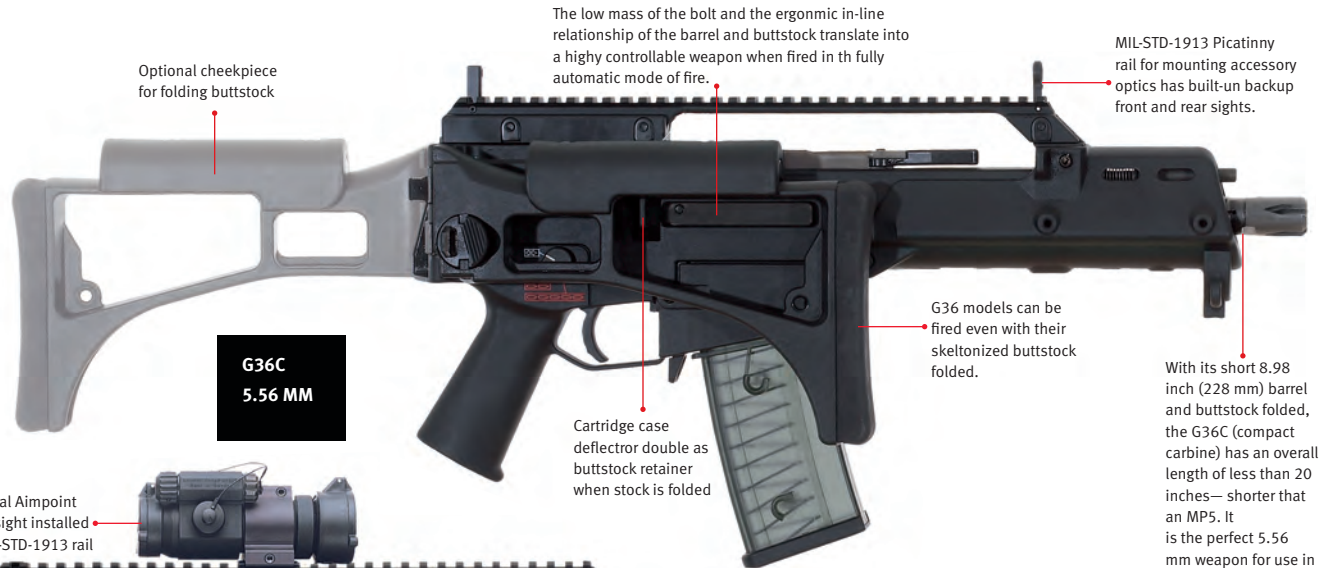 The low mass of the bolt and the ergonmic in-line
relationship of the barrel and buttstock translate into
a highy controllable weapon when fired in th fully
automatic mode of fire.
Optional cheekpiece
for folding buttstock
MIL-STD-1913 Picatinny
rail for mounting accessory
optics has built-un backup
front and rear sights.
G36 models can be
fired even with their
skeltonized buttstock
folded.
G36C
5.56 MM
Cartridge case
deflectror double as
buttstock retainer
when stock is folded
With its short 8.98
inch (228 mm) barrel
and buttstock folded,
the G36C (compact
carbine) has an overall
length of less than 20
inches— shorter that
an MP5. It
is the perfect 5.56
mm weapon for use in
al Aimpoint
sight installed
-STD-1913 rail